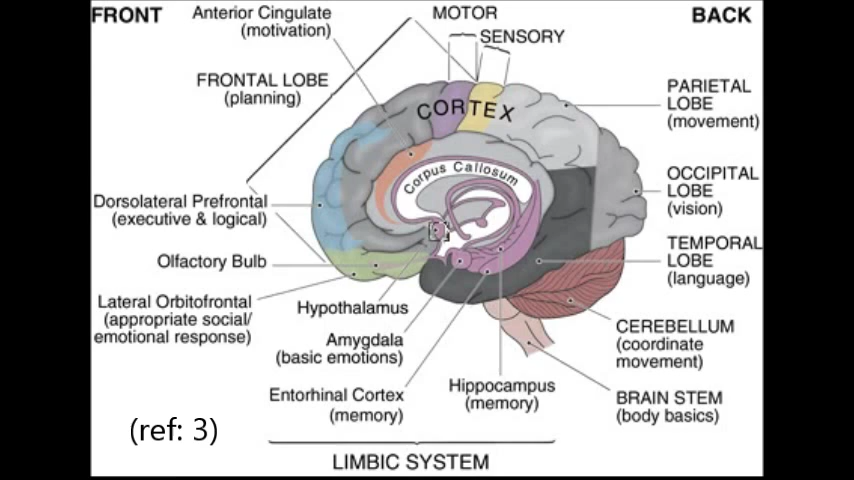 FRONT
BACK
Anterior Cingulate
(motivation)
MOTOR
SENSORY
FRONTAL LOBE
(planning)
CORTEX
PARIETAL
LOBE
(movement)
Corpus Callosum
OCCIPITAL
LOBE
(vision)
Dorsolateral Prefrontal
(executive & logical)
TEMPORAL
LOBE
(language)
Olfactory Bulb
Lateral Orbitofrontal
(appropriate social/
emotional response)
Hypothalamus
Amygdala
(basic emotions)
CEREBELLUM
(coordinate
movement)
Entorhinal Cortex
(memory)
Hippocampus
(memory)
BRAIN STEM
(body basics)
(ref: 3)
LIMBIC SYSTEM